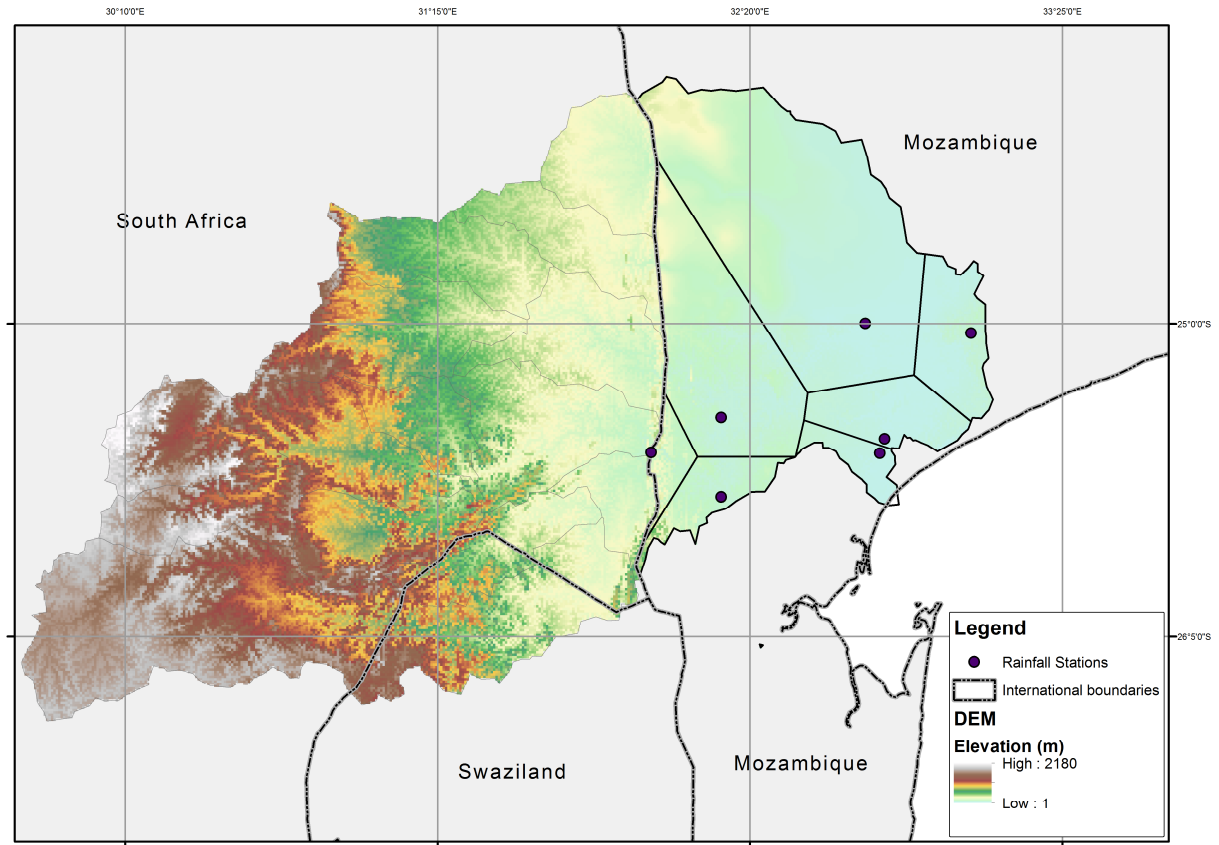 30°10'0"E 31°15'0"E 32°20'0"E 33°25'0"E
Mozambique
South Africa
25°0'0"S
Legend
Rainfall Stations
26°5'0"S
International boundaries
DEM
Elevation (m)
High : 2180
Low : 1
Mozambique
Swaziland